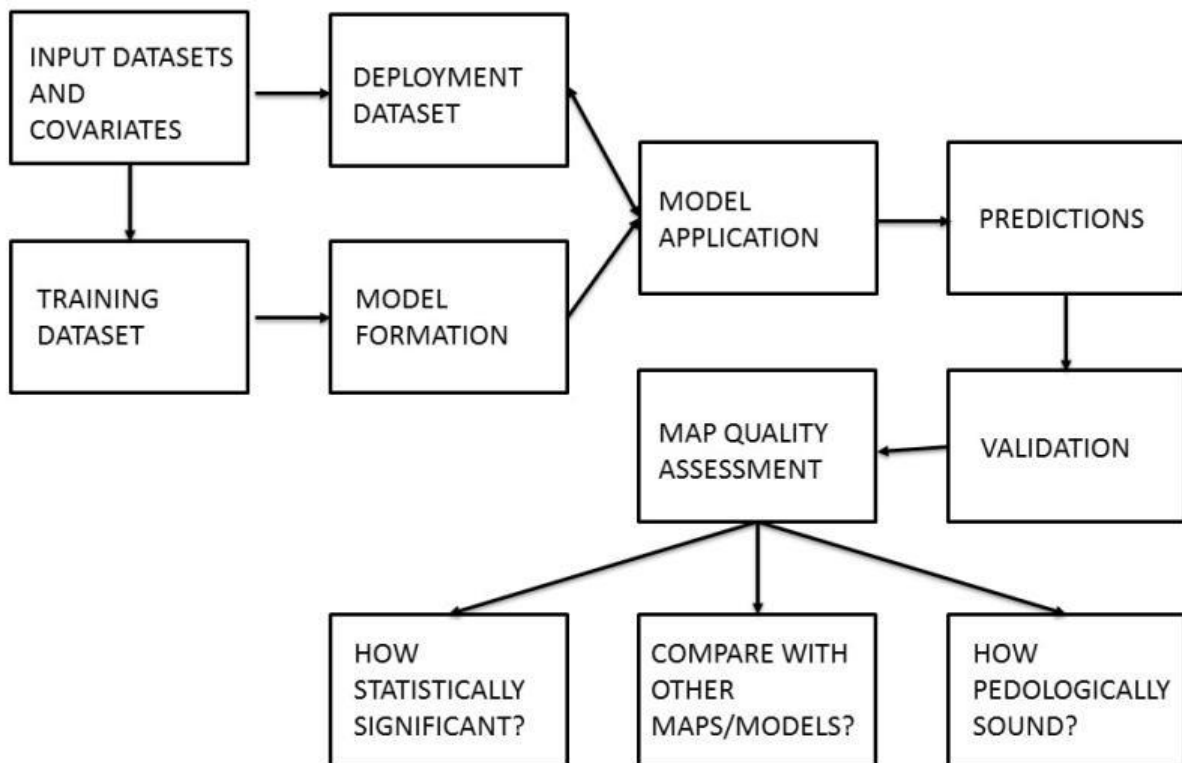 INPUT DATASETS
AND
COVARIATES
DEPLOYMENT
DATASET
MODEL
APPLICATION
PREDICTIONS
TRAINING
DATASET
MODEL
FORMATION
MAP QUALITY
ASSESSMENT
VALIDATION
HOW
STATISTICALLY
SIGNIFICANT?
COMPARE WITH
OTHER
MAPS/MODELS?
HOW
PEDOLOGICALLY
SOUND?